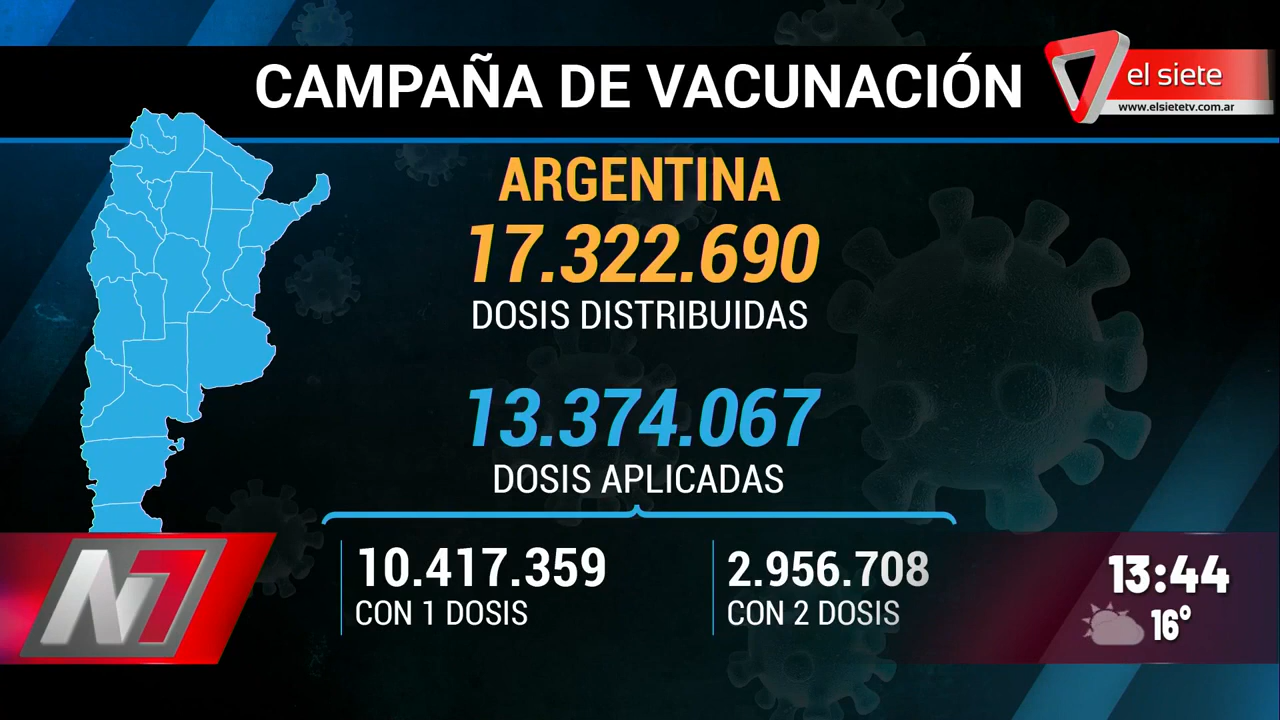 CAMPAÑA DE VACUNACIÓN
el siete
www.elsietetv.com.ar
ARGENTINA
17.322.690
DOSIS DISTRIBUIDAS
13.374.067
DOSIS APLICADAS
10.417.359
CON 1 DOSIS
2.956.708
CON 2 DOSIS
N7
13:44
16°